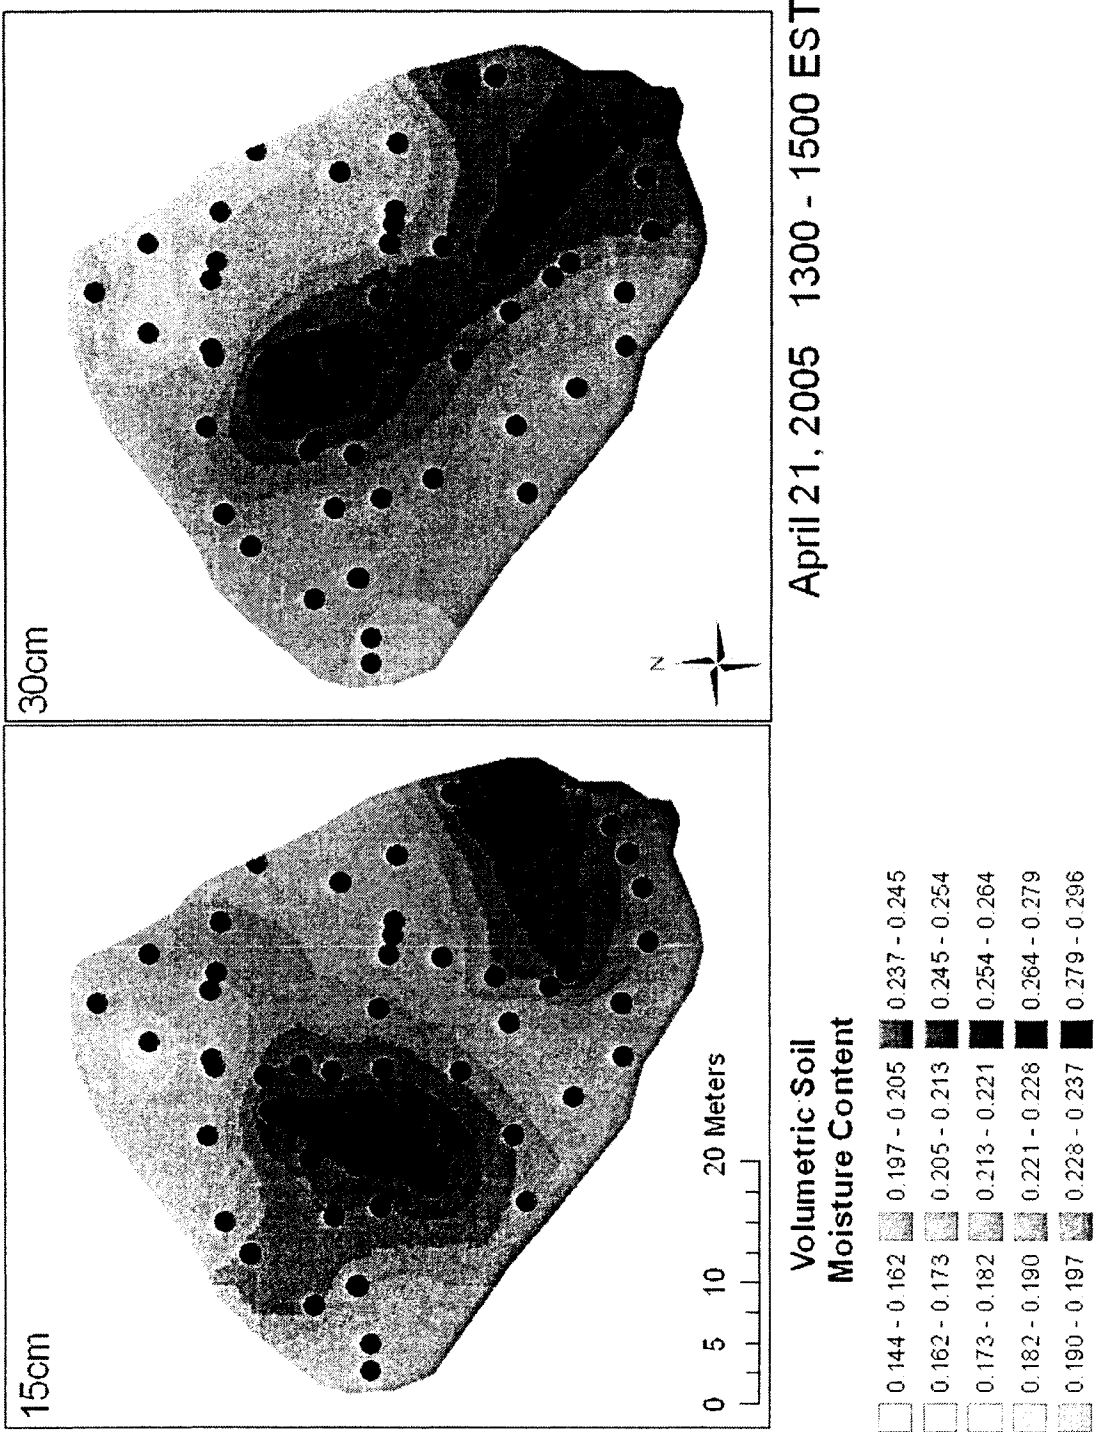 15cm
30cm
N
0 5 10 20 Meters
April 21, 2005 1300 - 1500 EST
Volumetric Soil
Moisture Content
0.144 - 0.162 0.197 - 0.205 0.237 - 0.245
0.162 - 0.173 0.205 - 0.213 0.245 - 0.254
0.173 - 0.182 0.213 - 0.221 0.254 - 0.264
0.182 - 0.190 0.221 - 0.228 0.264 - 0.279
0.190 - 0.197 0.228 - 0.237 0.279 - 0.296